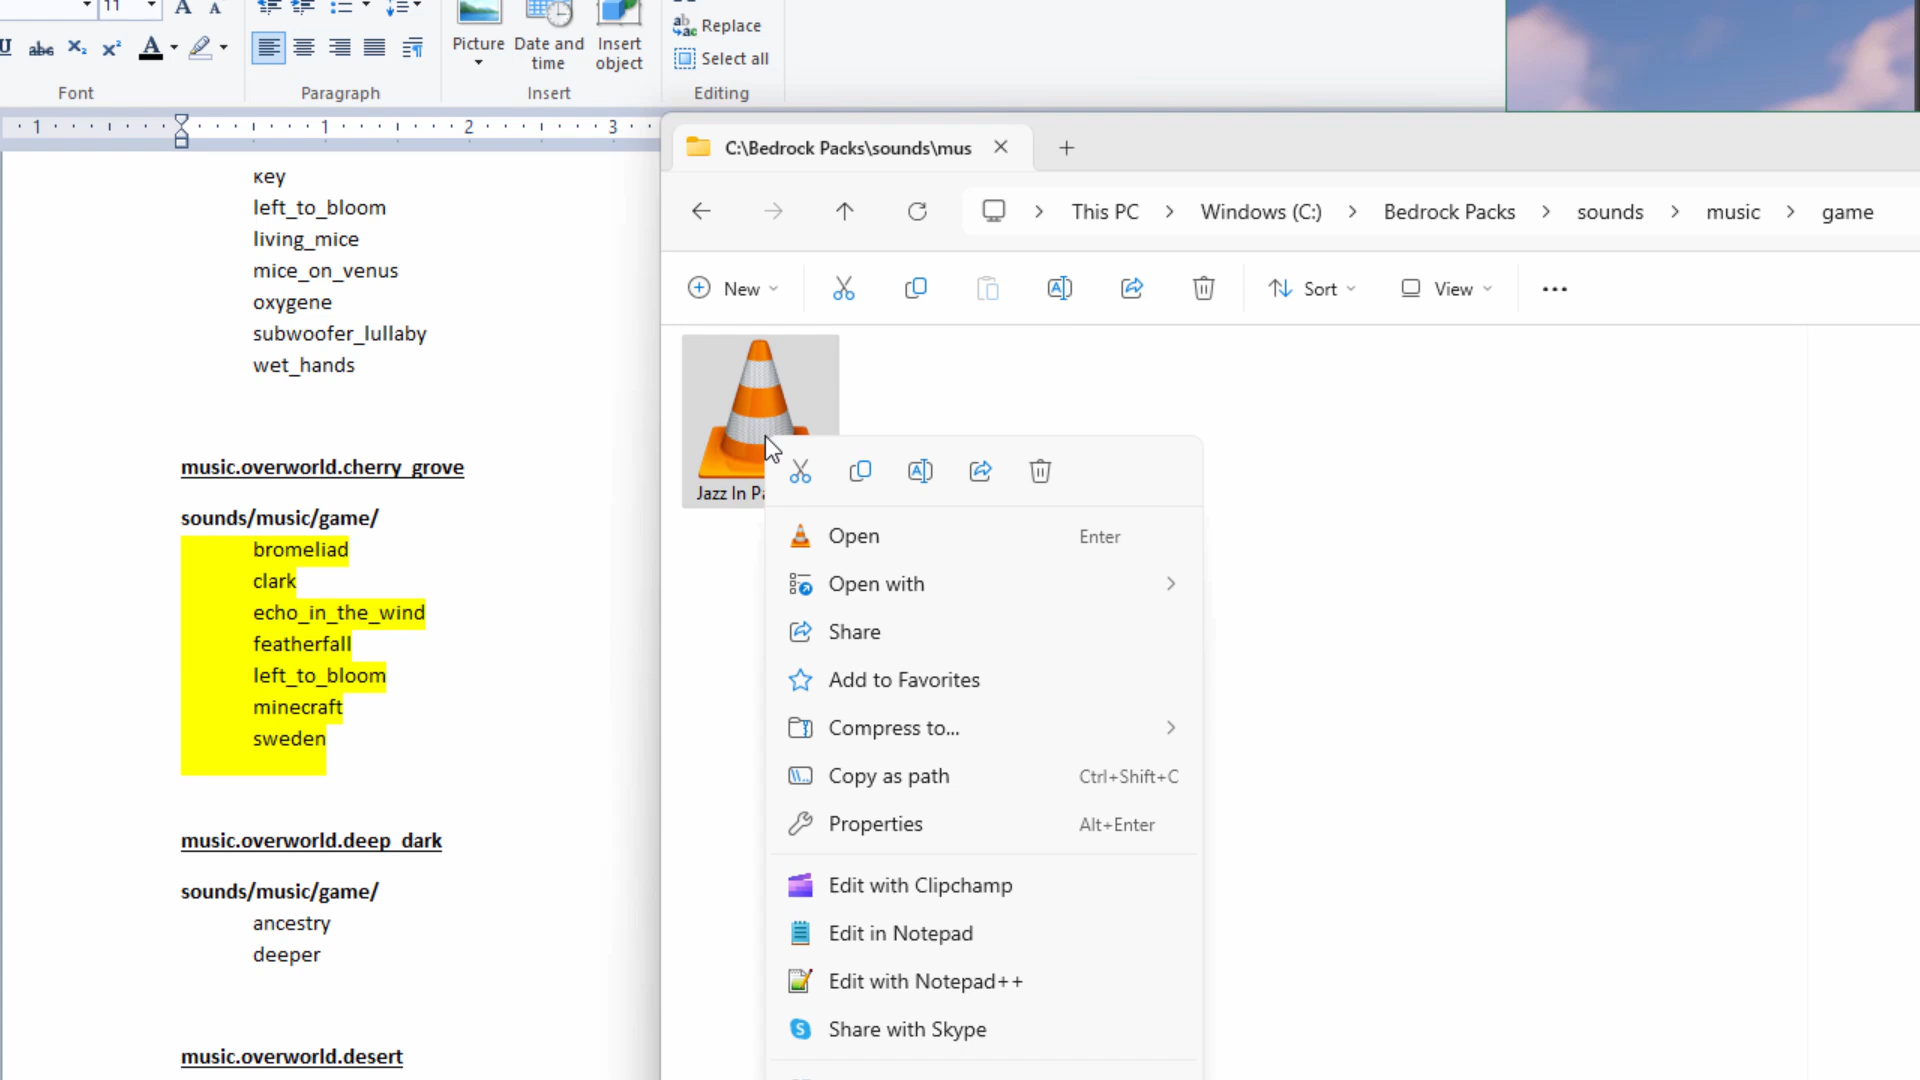 11
A A
U abc X₂ X² A
Font
Paragraph
Picture
Date and time
Insert object
Insert
Replace
Select all
Editing
1 1 2 3
key
left_to_bloom
living_mice
mice_on_venus
oxygene
subwoofer_lullaby
wet_hands
music.overworld.cherry_grove
sounds/music/game/
bromeliad
clark
echo_in_the_wind
featherfall
left_to_bloom
minecraft
sweden
music.overworld.deep_dark
sounds/music/game/
ancestry
deeper
music.overworld.desert
C:\Bedrock Packs\sounds\mus
This PC > Windows (C:) > Bedrock Packs > sounds > music > game
New
Sort
View
Jazz In
Open Enter
Open with
Share
Add to Favorites
Compress to...
Copy as path Ctrl+Shift+C
Properties Alt+Enter
Edit with Clipchamp
Edit in Notepad
Edit with Notepad++
Share with Skype